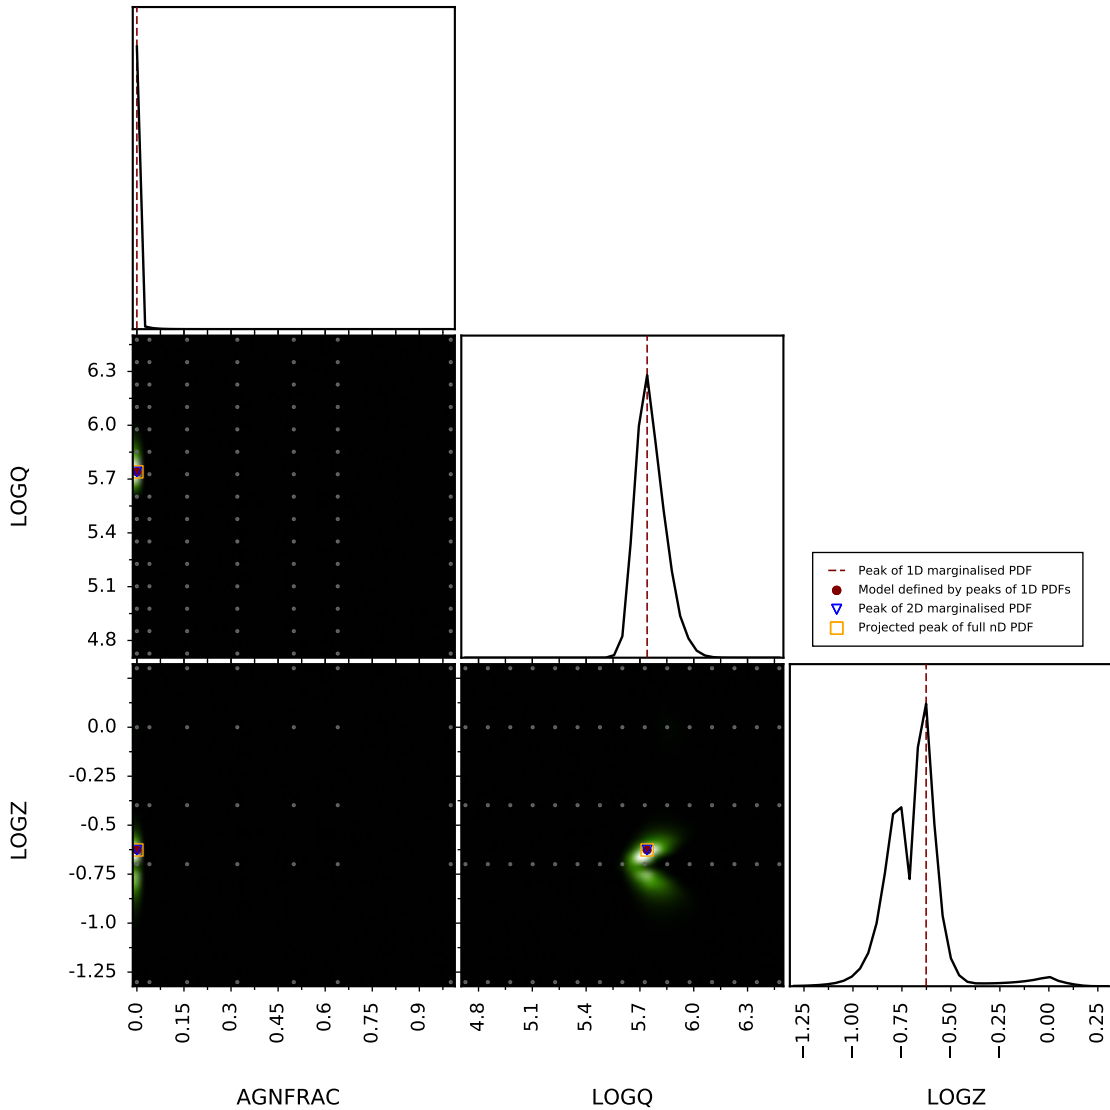 6.3
6.0
5.7
5.4
5.1
4.8
LOGQ
Peak of 1D marginalised PDF
Model defined by peaks of 1D PDFs
Peak of 2D marginalised PDF
Projected peak of full nD PDF
0.0
-0.25
-0.5
-0.75
-1.0
-1.25
LOGZ
0.0 0.15 0.3 0.45 0.6 0.75 0.9
4.8 5.1 5.4 5.7 6.0 6.3
−1.25 −1.00 −0.75 −0.50 −0.25 0.00 0.25
AGNFRAC LOGQ LOGZ